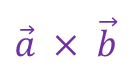 a⃗ × b⃗